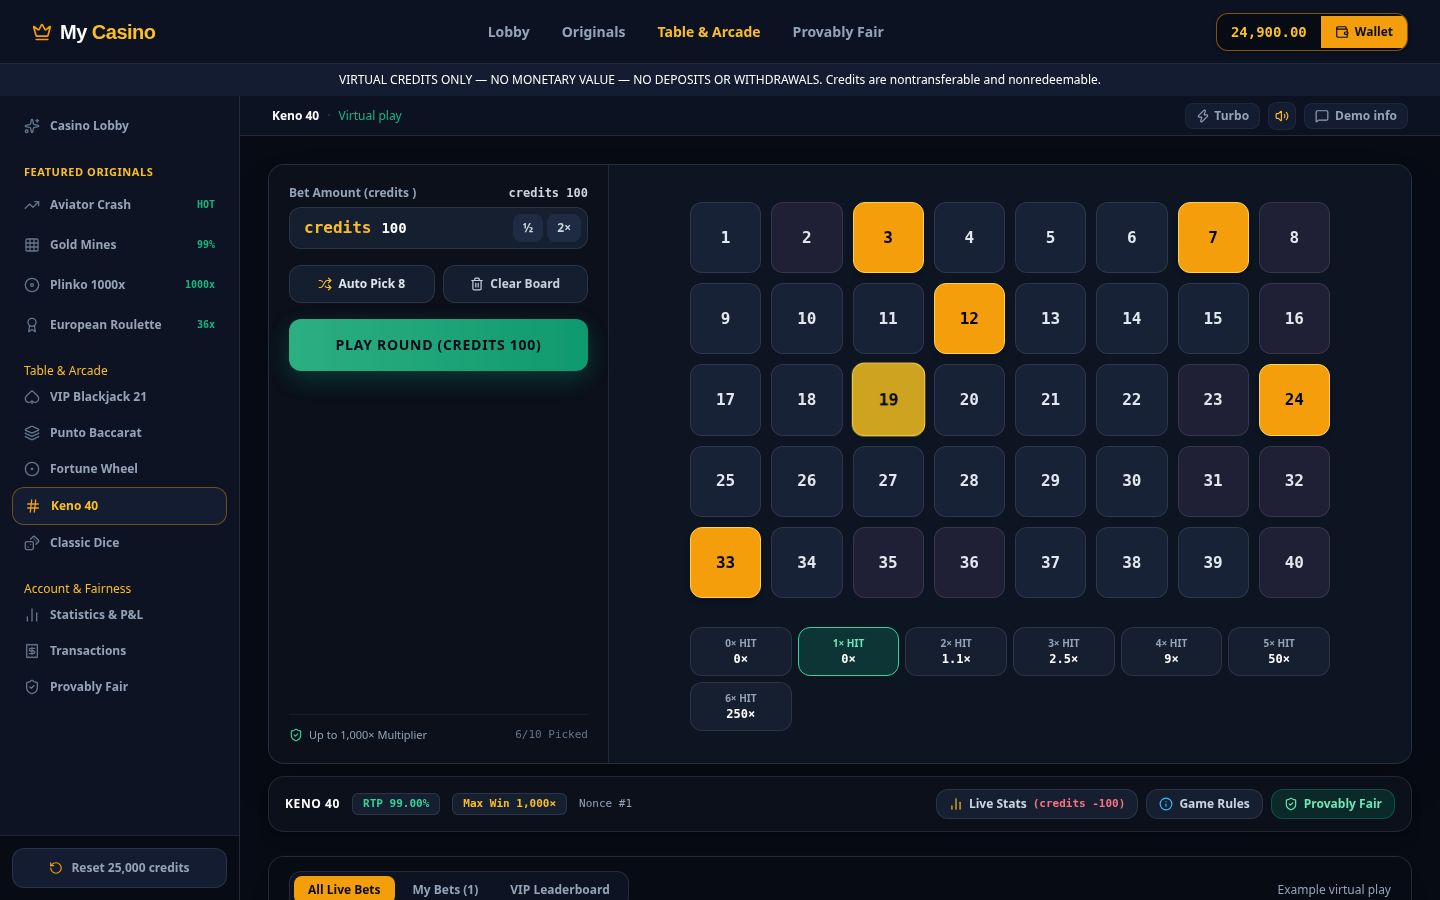 My Casino
Lobby Originals Table & Arcade Provably Fair
24,900.00 Wallet
VIRTUAL CREDITS ONLY — NO MONETARY VALUE — NO DEPOSITS OR WITHDRAWALS. Credits are nontransferable and nonredeemable.
Casino Lobby
FEATURED ORIGINALS
Aviator Crash HOT
Gold Mines 99%
Plinko 1000x 1000x
European Roulette 36x
Table & Arcade
VIP Blackjack 21
Punto Baccarat
Fortune Wheel
Keno 40
Classic Dice
Account & Fairness
Statistics & P&L
Transactions
Provably Fair
Reset 25,000 credits
Keno 40 · Virtual play
Turbo
Demo info
Bet Amount (credits ) credits 100
credits 100 ½ 2×
Auto Pick 8 Clear Board
PLAY ROUND (CREDITS 100)
Up to 1,000× Multiplier 6/10 Picked
1 2 3 4 5 6 7 8
9 10 11 12 13 14 15 16
17 18 19 20 21 22 23 24
25 26 27 28 29 30 31 32
33 34 35 36 37 38 39 40
0× HIT 1× HIT 2× HIT 3× HIT 4× HIT 5× HIT
0× 0× 1.1× 2.5× 9× 50×
6× HIT
250×
KENO 40 RTP 99.00% Max Win 1,000× Nonce #1
Live Stats (credits -100) Game Rules Provably Fair
All Live Bets My Bets (1) VIP Leaderboard
Example virtual play